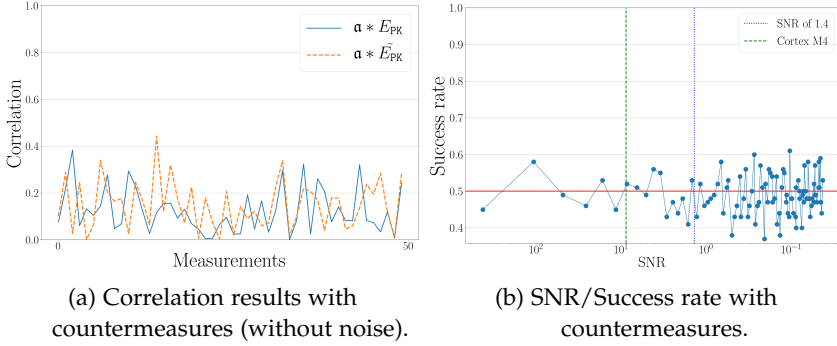 1.0
0.8
0.6
0.4
0.2
0.0
Correlation
𝔞 ∗ E_PK
𝔞 ∗ Ẽ_PK
0
50
Measurements
(a) Correlation results with
countermeasures (without noise).
1.0
0.9
0.8
0.7
0.6
0.5
0.4
Success rate
SNR of 1.4
Cortex M4
10²
10¹
10⁰
10⁻¹
SNR
(b) SNR/Success rate with
countermeasures.